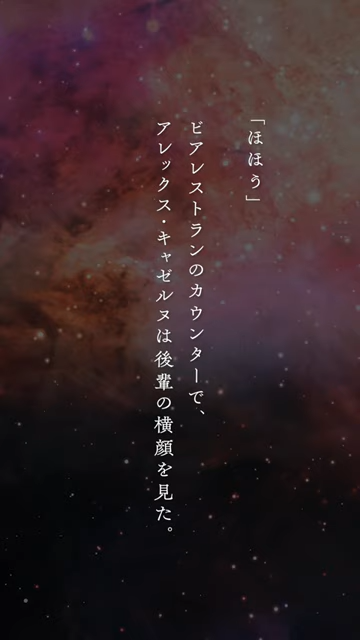 「ほほう」
ビアレストランのカウンターで、
アレックス・キャゼルヌは後輩の横顔を見た。